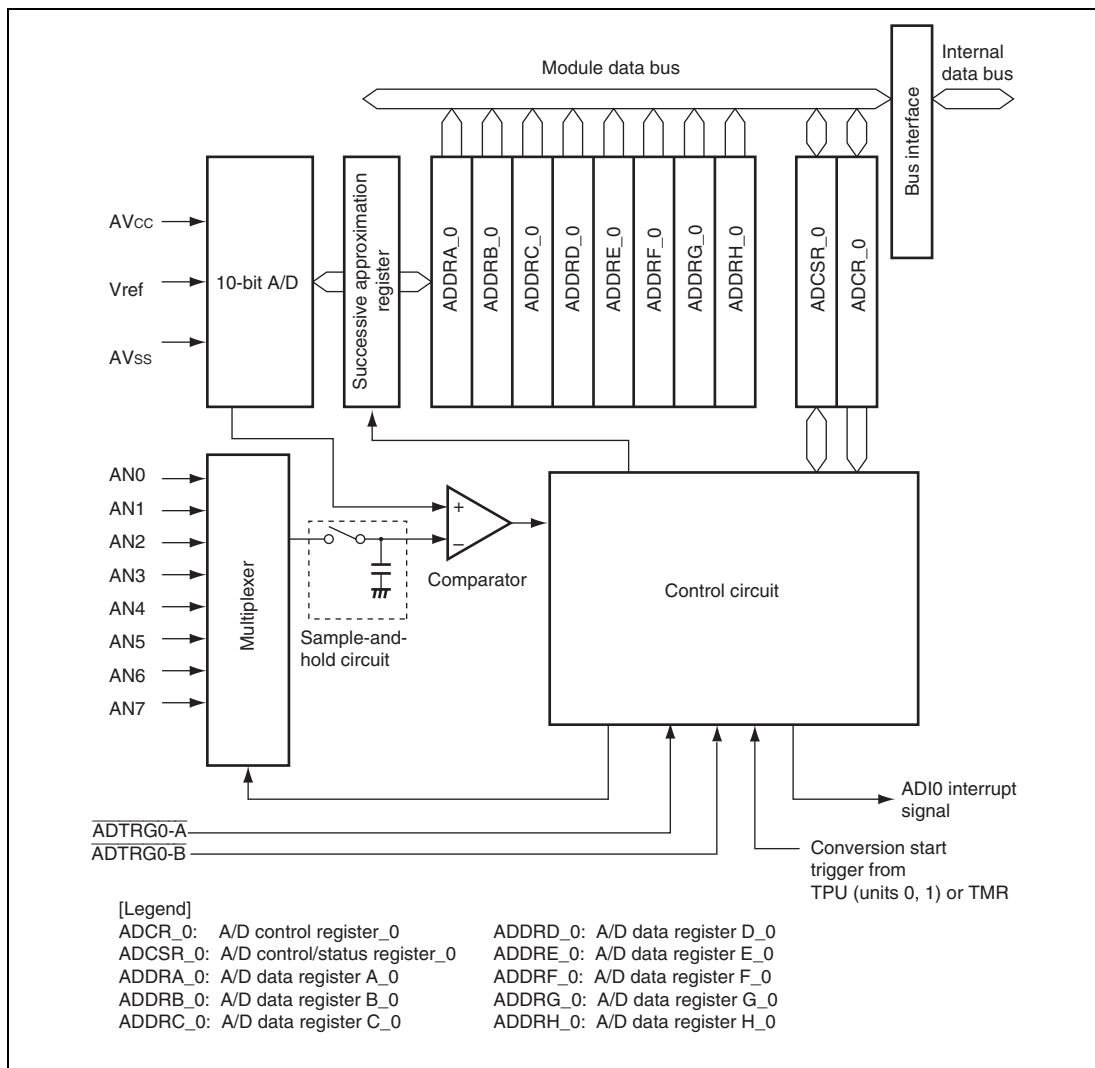 Module data bus
Internal
data bus
Bus interface
AVCC
Vref
AVSS
10-bit A/D
Successive approximation
register
ADDRA_0
ADDRB_0
ADDRC_0
ADDRD_0
ADDRE_0
ADDRF_0
ADDRG_0
ADDRH_0
ADCSR_0
ADCR_0
AN0
AN1
AN2
AN3
AN4
AN5
AN6
AN7
Multiplexer
+
−
Comparator
Sample-and-
hold circuit
Control circuit
ADI0 interrupt
signal
ADTRG0-A
ADTRG0-B
Conversion start
trigger from
TPU (units 0, 1) or TMR
[Legend]
ADCR_0: A/D control register_0
ADCSR_0: A/D control/status register_0
ADDRA_0: A/D data register A_0
ADDRB_0: A/D data register B_0
ADDRC_0: A/D data register C_0
ADDRD_0: A/D data register D_0
ADDRE_0: A/D data register E_0
ADDRF_0: A/D data register F_0
ADDRG_0: A/D data register G_0
ADDRH_0: A/D data register H_0